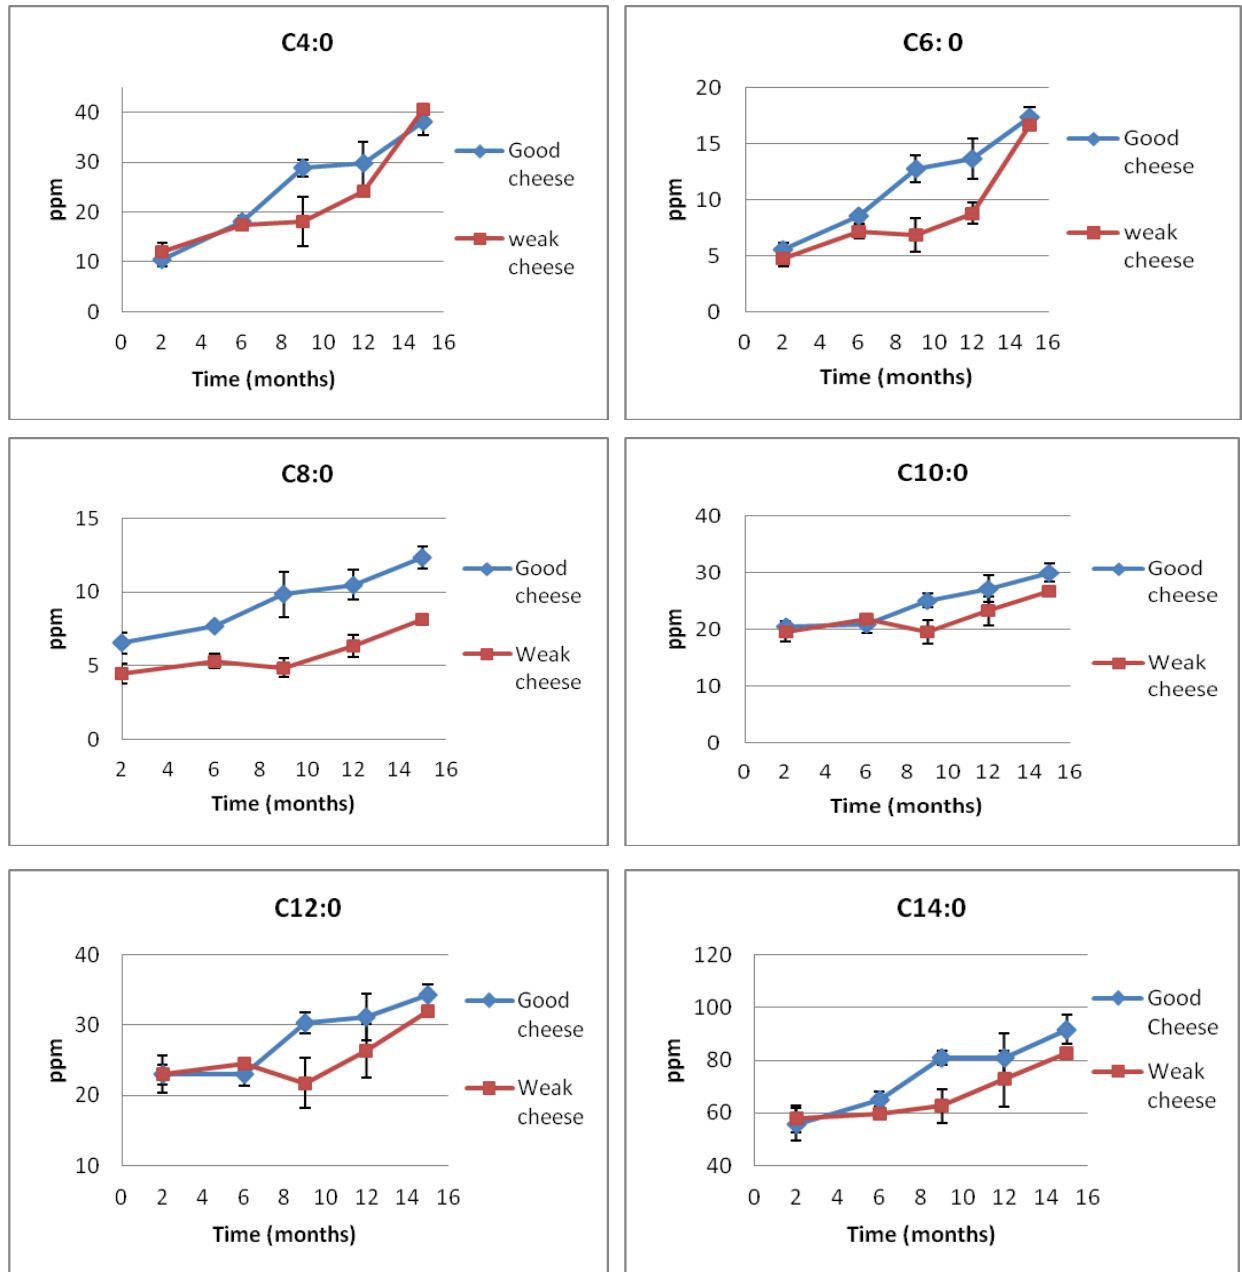 C4:0
40
30
20
10
0
ppm
0 2 4 6 8 10 12 14 16
Time (months)
Good
cheese
weak
cheese
C6: 0
20
15
10
5
0
ppm
0 2 4 6 8 10 12 14 16
Time (months)
Good
cheese
weak
cheese
C8:0
15
10
5
0
ppm
2 4 6 8 10 12 14 16
Time (months)
Good
cheese
Weak
cheese
C10:0
40
30
20
10
0
ppm
0 2 4 6 8 10 12 14 16
Time (months)
Good
cheese
Weak
cheese
C12:0
40
30
20
10
ppm
0 2 4 6 8 10 12 14 16
Time (months)
Good
cheese
Weak
cheese
C14:0
120
100
80
60
40
ppm
0 2 4 6 8 10 12 14 16
Time (months)
Good
Cheese
Weak
cheese